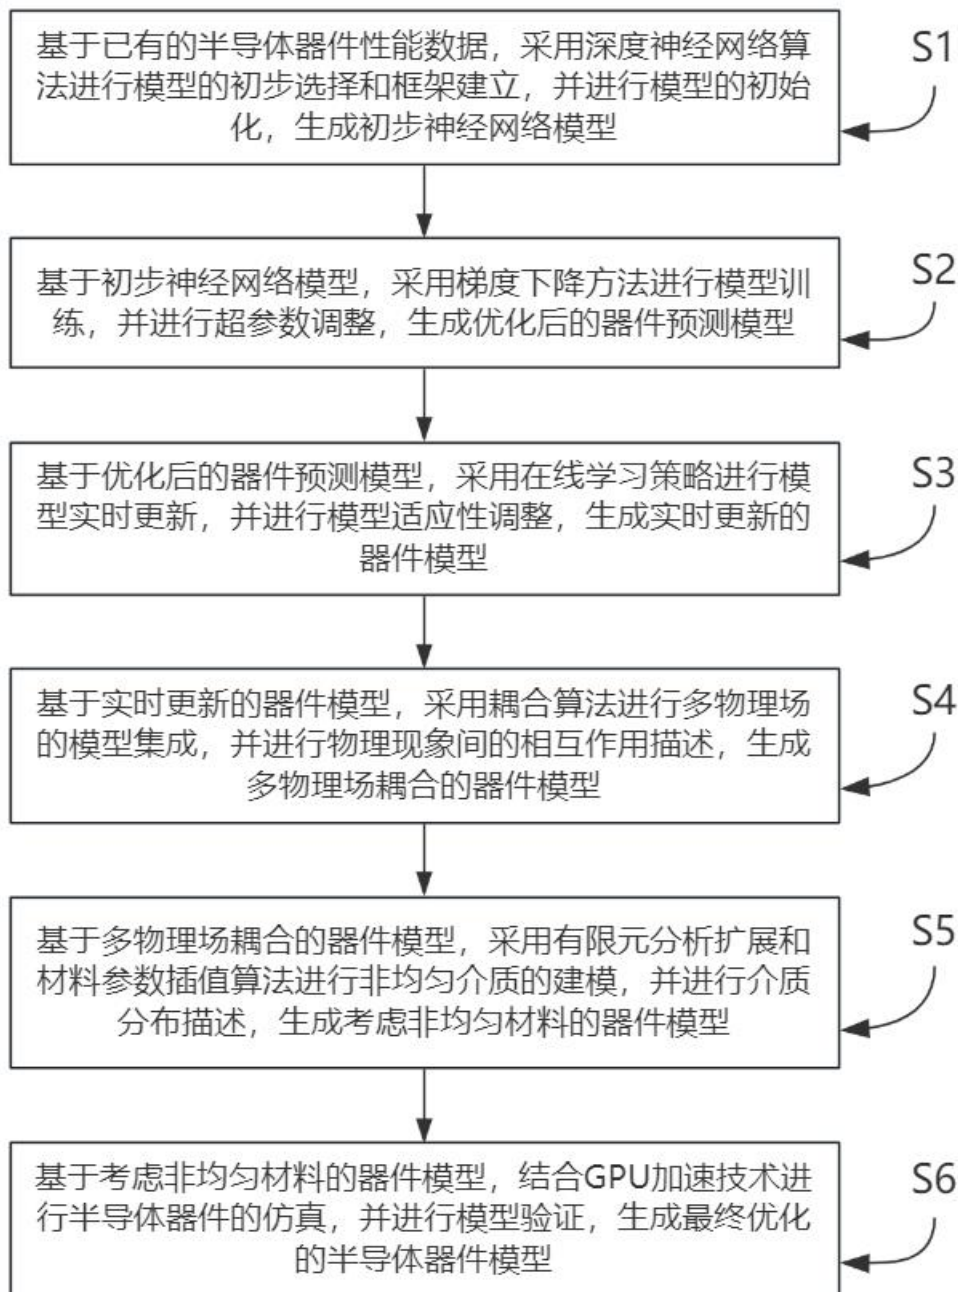 基于已有的半导体器件性能数据，采用深度神经网络算
法进行模型的初步选择和框架建立，并进行模型的初始
化，生成初步神经网络模型
S1
基于初步神经网络模型，采用梯度下降方法进行模型训
练，并进行超参数调整，生成优化后的器件预测模型
S2
基于优化后的器件预测模型，采用在线学习策略进行模
型实时更新，并进行模型适应性调整，生成实时更新的
器件模型
S3
基于实时更新的器件模型，采用耦合算法进行多物理场
的模型集成，并进行物理现象间的相互作用描述，生成
多物理场耦合的器件模型
S4
基于多物理场耦合的器件模型，采用有限元分析扩展和
材料参数插值算法进行非均匀介质的建模，并进行介质
分布描述，生成考虑非均匀材料的器件模型
S5
基于考虑非均匀材料的器件模型，结合GPU加速技术进
行半导体器件的仿真，并进行模型验证，生成最终优化
的半导体器件模型
S6